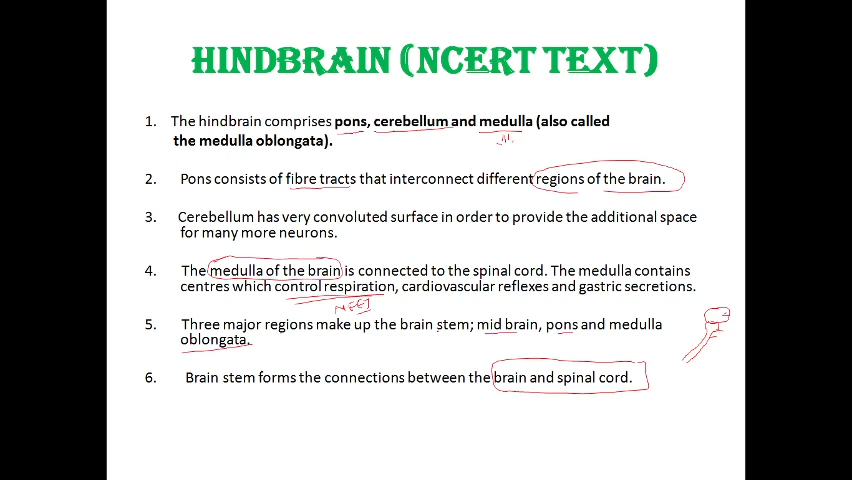 HINDBRAIN (NCERT TEXT)
1. The hindbrain comprises pons, cerebellum and medulla (also called
the medulla oblongata).
2. Pons consists of fibre tracts that interconnect different regions of the brain.
3. Cerebellum has very convoluted surface in order to provide the additional space
for many more neurons.
4. The medulla of the brain is connected to the spinal cord. The medulla contains
centres which control respiration, cardiovascular reflexes and gastric secretions.
NEET
5. Three major regions make up the brain stem; mid brain, pons and medulla
oblongata.
6. Brain stem forms the connections between the brain and spinal cord.